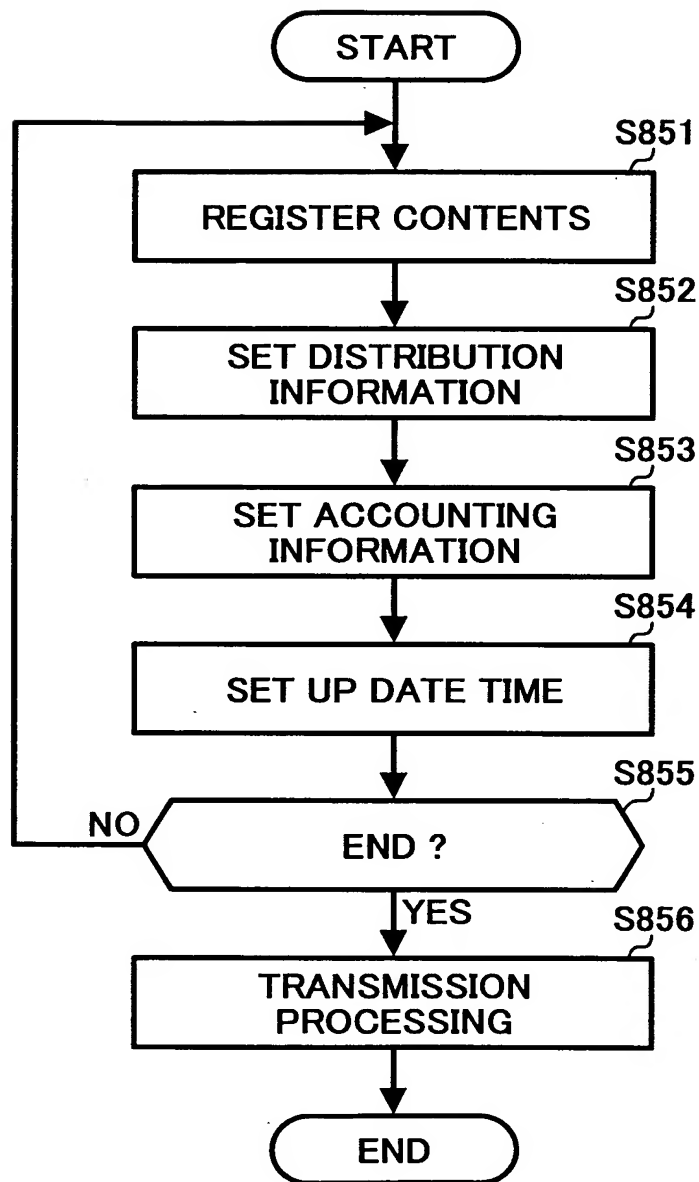 START
S851
REGISTER CONTENTS
S852
SET DISTRIBUTION
INFORMATION
S853
SET ACCOUNTING
INFORMATION
S854
SET UP DATE TIME
S855
NO
END ?
YES
S856
TRANSMISSION
PROCESSING
END